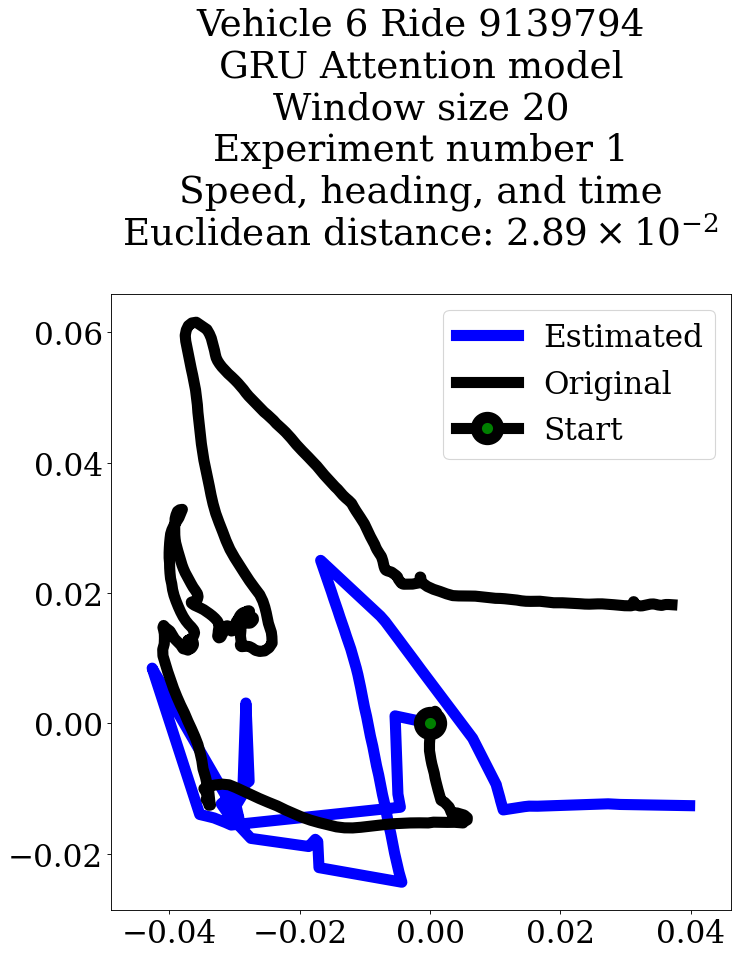 Vehicle 6 Ride 9139794
GRU Attention model
Window size 20
Experiment number 1
Speed, heading, and time
Euclidean distance: 2.89 × 10⁻²
Estimated
Original
Start
0.06
0.04
0.02
0.00
−0.02
−0.04
−0.02
0.00
0.02
0.04